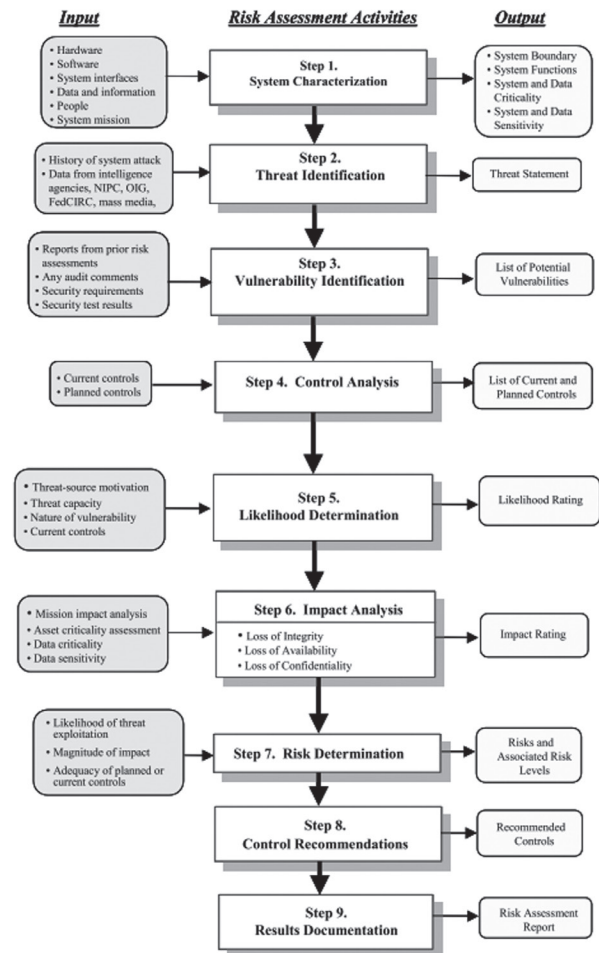 Input
Risk Assessment Activities
Output
• Hardware
• Software
• System interfaces
• Data and information
• People
• System mission
Step 1.
System Characterization
• System Boundary
• System Functions
• System and Data
Criticality
• System and Data
Sensitivity
• History of system attack
• Data from intelligence
agencies, NIPC, OIG,
FedCIRC, mass media,
Step 2.
Threat Identification
Threat Statement
• Reports from prior risk
assessments
• Any audit comments
• Security requirements
• Security test results
Step 3.
Vulnerability Identification
List of Potential
Vulnerabilities
• Current controls
• Planned controls
Step 4. Control Analysis
List of Current and
Planned Controls
• Threat-source motivation
• Threat capacity
• Nature of vulnerability
• Current controls
Step 5.
Likelihood Determination
Likelihood Rating
• Mission impact analysis
• Asset criticality assessment
• Data criticality
• Data sensitivity
Step 6. Impact Analysis
• Loss of Integrity
• Loss of Availability
• Loss of Confidentiality
Impact Rating
• Likelihood of threat
exploitation
• Magnitude of impact
• Adequacy of planned or
current controls
Step 7. Risk Determination
Risks and
Associated Risk
Levels
Step 8.
Control Recommendations
Recommended
Controls
Step 9.
Results Documentation
Risk Assessment
Report